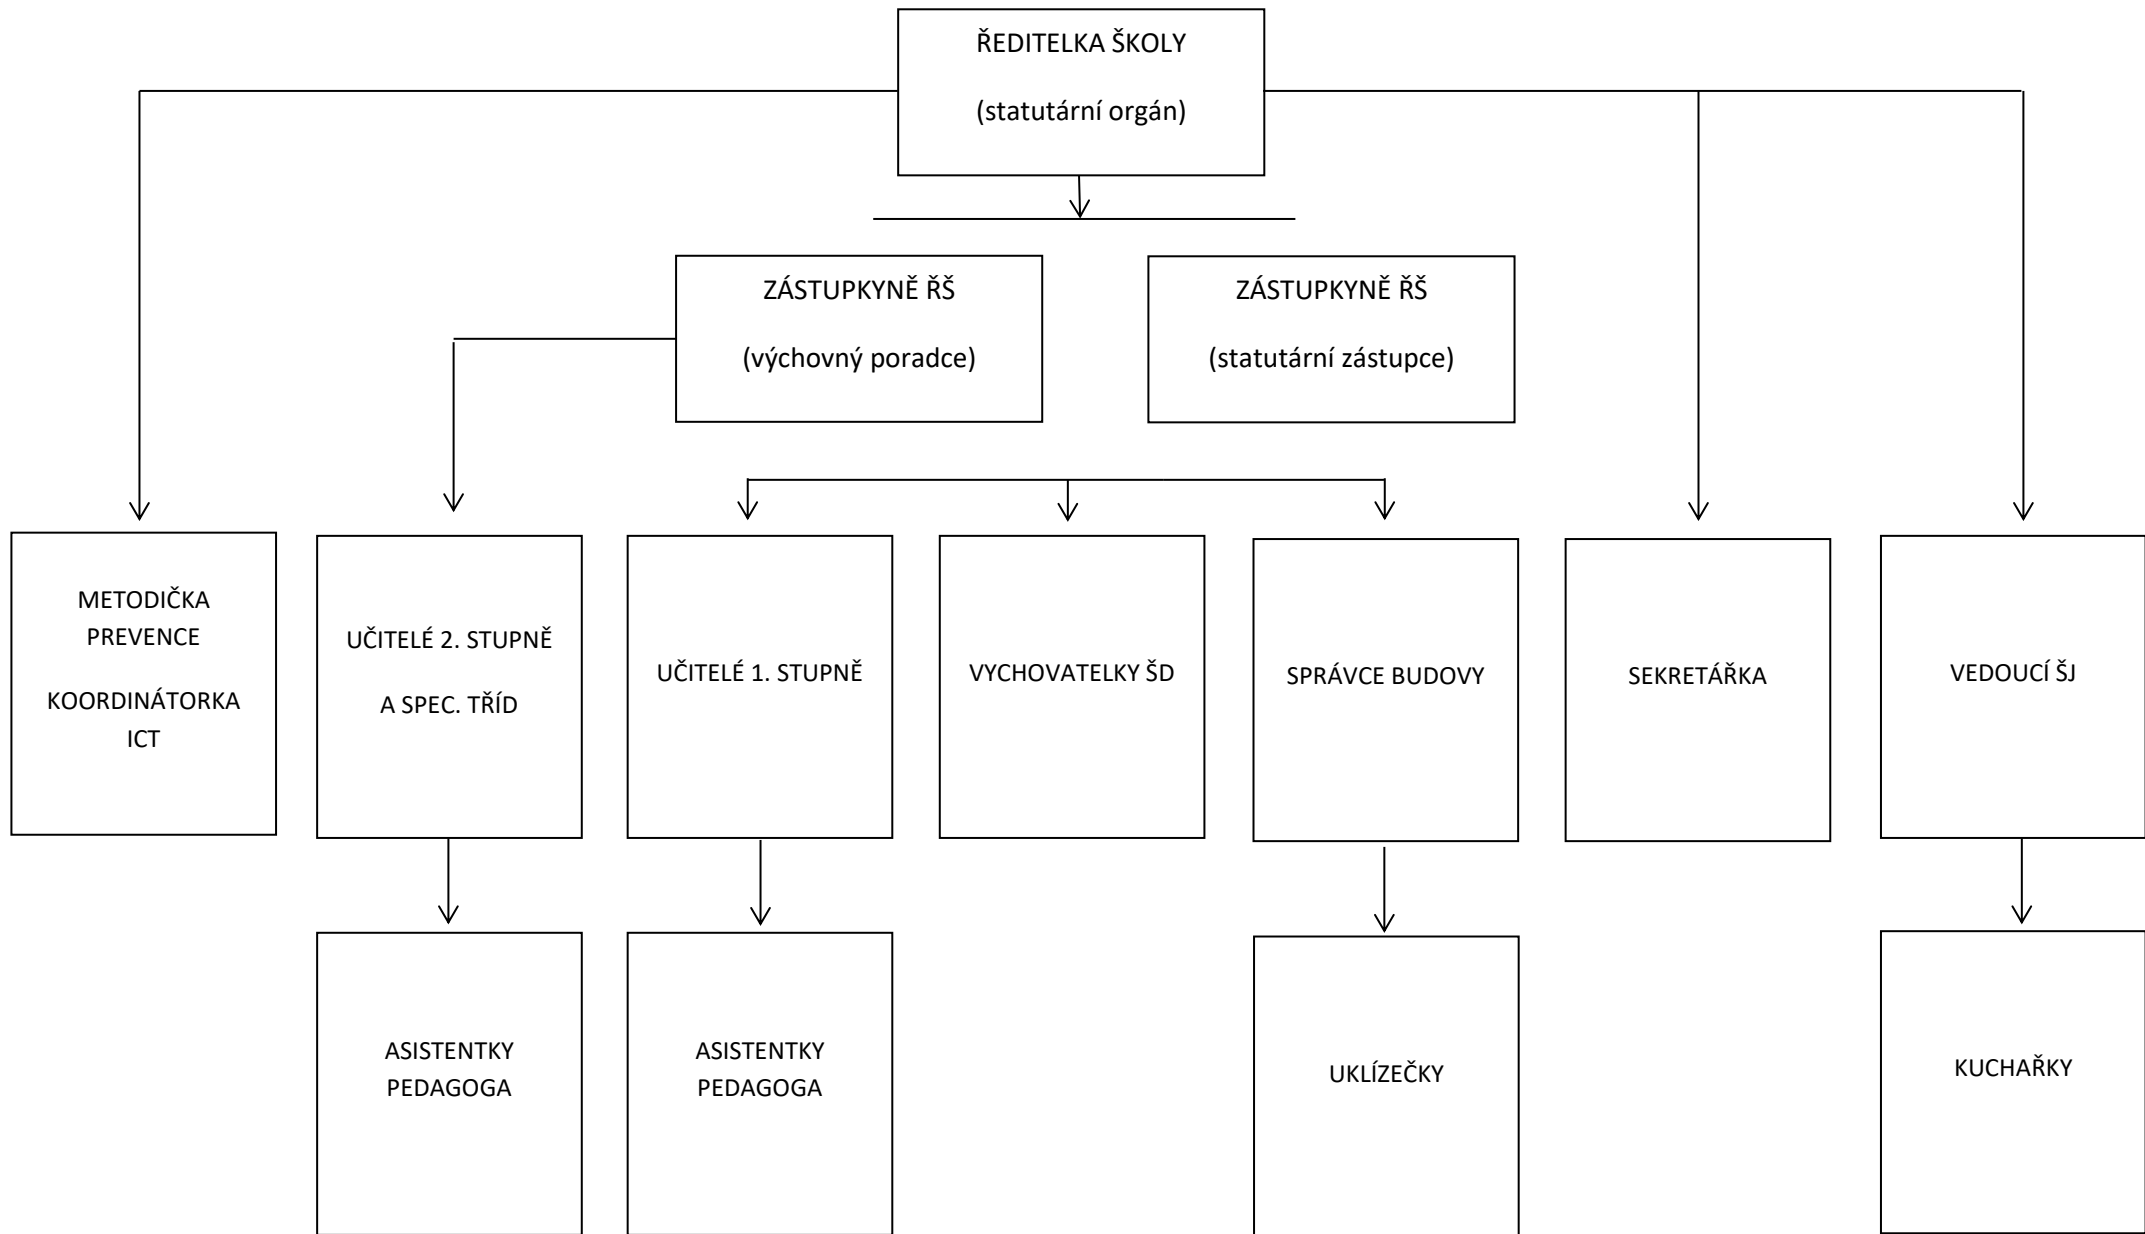 ŘEDITELKA ŠKOLY
(statutární orgán)
ZÁSTUPKYNĚ ŘŠ
(výchovný poradce)
ZÁSTUPKYNĚ ŘŠ
(statutární zástupce)
METODIČKA
PREVENCE
KOORDINÁTORKA
ICT
UČITELÉ 2. STUPNĚ
A SPEC. TŘÍD
UČITELÉ 1. STUPNĚ
VYCHOVATELKY ŠD
SPRÁVCE BUDOVY
SEKRETÁŘKA
VEDOUCÍ ŠJ
ASISTENTKY
PEDAGOGA
ASISTENTKY
PEDAGOGA
UKLÍZEČKY
KUCHAŘKY